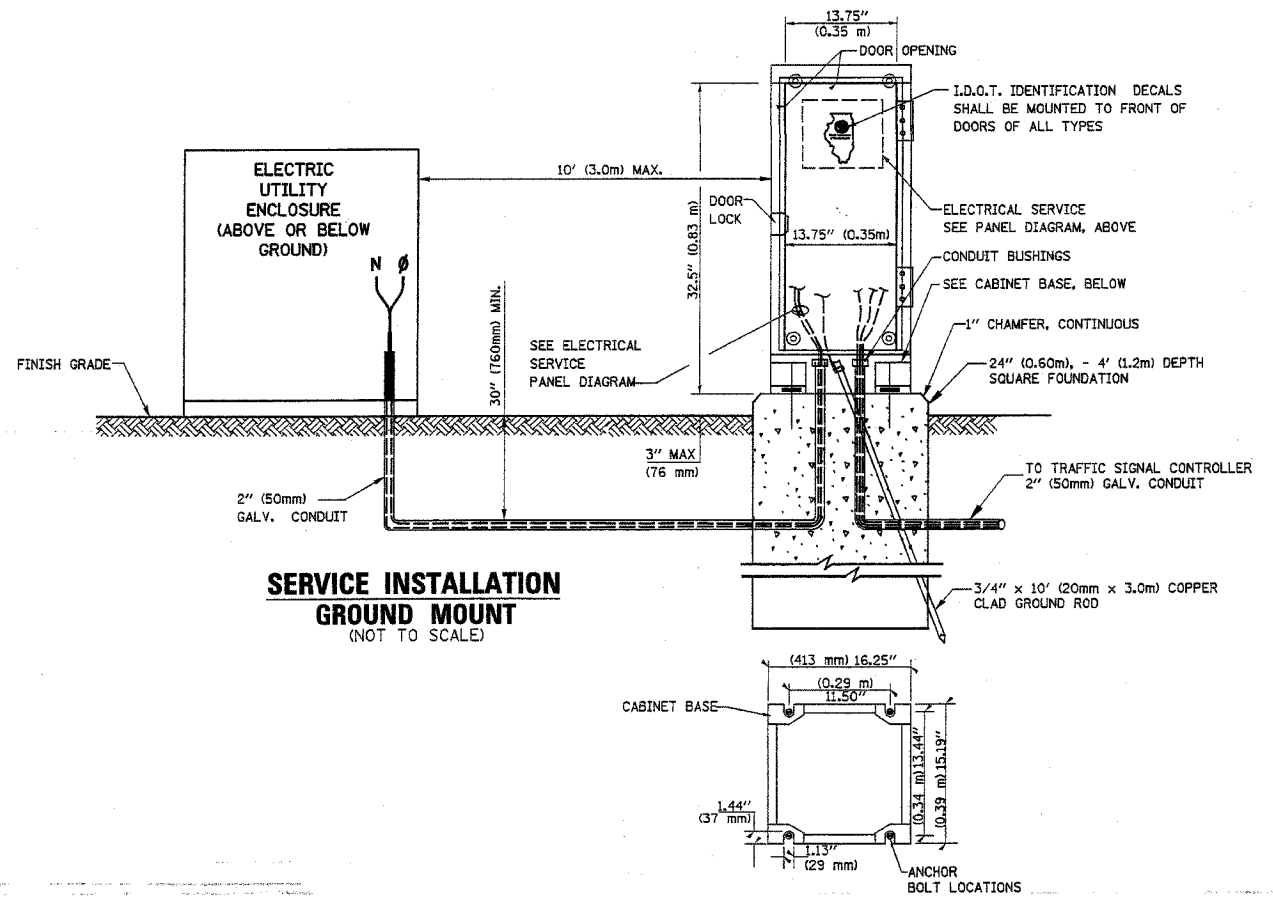 13.75"
(0.35 m)
DOOR OPENING
I.D.O.T. IDENTIFICATION DECALS
SHALL BE MOUNTED TO FRONT OF
DOORS OF ALL TYPES
ELECTRIC
UTILITY
ENCLOSURE
(ABOVE OR BELOW
GROUND)
N Ø
10' (3.0m) MAX.
DOOR
LOCK
32.5" (0.83 m)
13.75" (0.35m)
ELECTRICAL SERVICE
SEE PANEL DIAGRAM, ABOVE
CONDUIT BUSHINGS
SEE CABINET BASE, BELOW
1" CHAMFER, CONTINUOUS
24" (0.60m), - 4' (1.2m) DEPTH
SQUARE FOUNDATION
30" (760mm) MIN.
SEE ELECTRICAL
SERVICE
PANEL DIAGRAM
FINISH GRADE
3" MAX
(76 mm)
2" (50mm)
GALV. CONDUIT
TO TRAFFIC SIGNAL CONTROLLER
2" (50mm) GALV. CONDUIT
3/4" x 10' (20mm x 3.0m) COPPER
CLAD GROUND ROD
SERVICE INSTALLATION
GROUND MOUNT
(NOT TO SCALE)
(413 mm) 16.25"
(0.29 m)
11.50"
CABINET BASE
(0.34 m) 13.44"
(0.39 m) 15.19"
1.44"
(37 mm)
1.13"
(29 mm)
ANCHOR
BOLT LOCATIONS